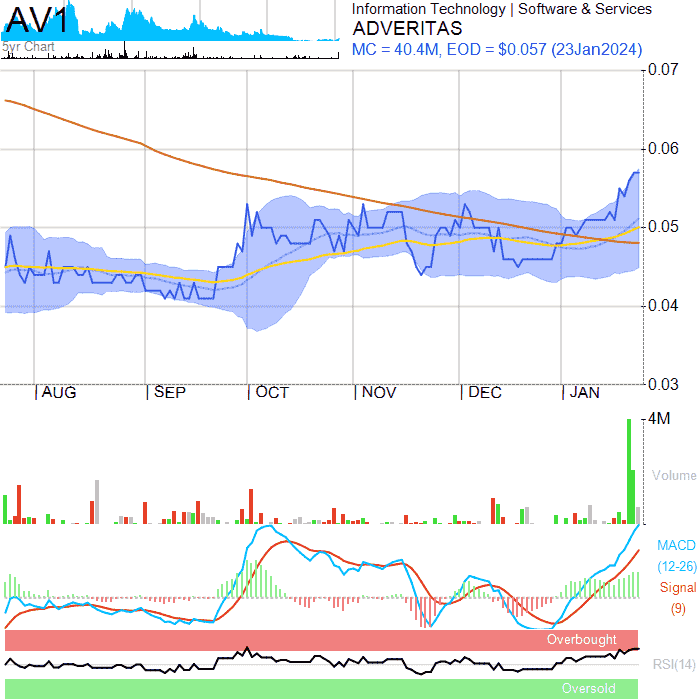 AV1
5yr Chart
Information Technology | Software & Services
ADVERITAS
MC = 40.4M, EOD = $0.057 (23Jan2024)
0.07
0.06
0.05
0.04
0.03
AUG SEP OCT NOV DEC JAN
4M
Volume
MACD
(12-26)
Signal
(9)
Overbought
RSI(14)
Oversold